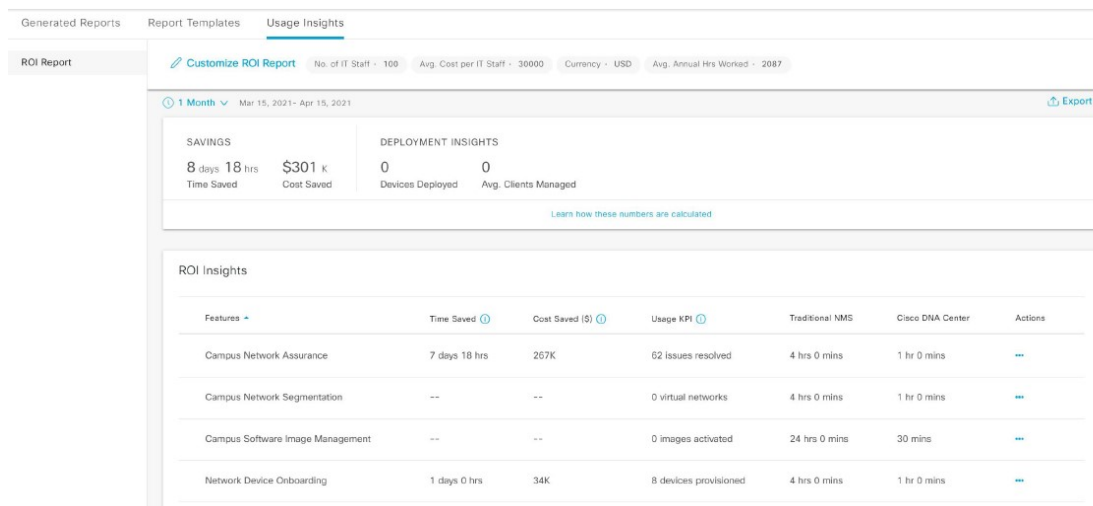 Generated Reports Report Templates Usage Insights
ROI Report
Customize ROI Report No. of IT Staff - 100 Avg. Cost per IT Staff - 30000 Currency - USD Avg. Annual Hrs Worked - 2087
1 Month Mar 15, 2021- Apr 15, 2021 Export
SAVINGS DEPLOYMENT INSIGHTS
8 days 18 hrs $301 K 0 0
Time Saved Cost Saved Devices Deployed Avg. Clients Managed
Learn how these numbers are calculated
ROI Insights
Features Time Saved Cost Saved ($) Usage KPI Traditional NMS Cisco DNA Center Actions
Campus Network Assurance 7 days 18 hrs 267K 62 issues resolved 4 hrs 0 mins 1 hr 0 mins
Campus Network Segmentation -- -- 0 virtual networks 4 hrs 0 mins 1 hr 0 mins
Campus Software Image Management -- -- 0 images activated 24 hrs 0 mins 30 mins
Network Device Onboarding 1 days 0 hrs 34K 8 devices provisioned 4 hrs 0 mins 1 hr 0 mins